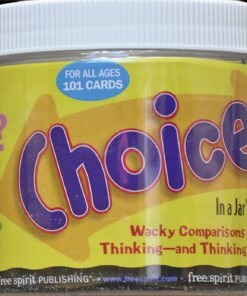 FOR ALL AGES
101 CARDS
?
Choice
In a Jar
Wacky Comparisons
Thinking—and Thinking
free spirit PUBLISHING® • www.freespirit.com • free spirit PUBLISHING